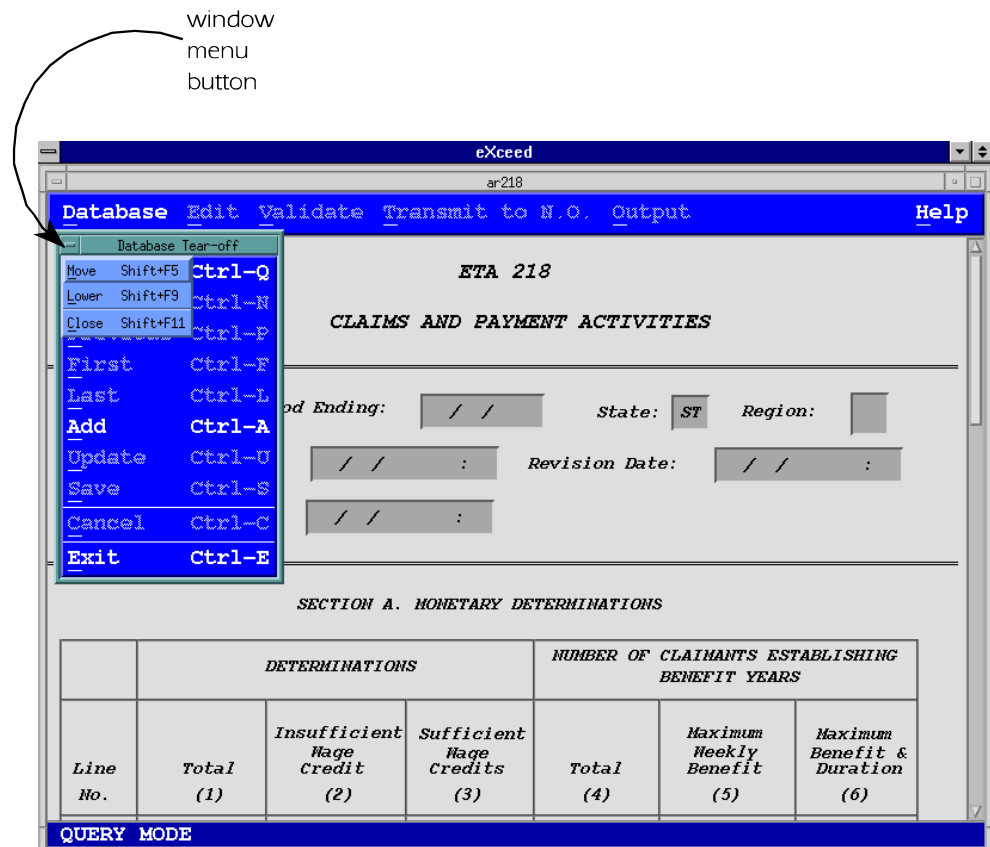 window
menu
button
eXceed
ar218
Database Edit Validate Transmit to N.O. Output Help
Database Tear-off
Move Shift+F5
Lower Shift+F9
Close Shift+F11
Ctrl-Q
Ctrl-N
Ctrl-P
First Ctrl-F
Last Ctrl-L
Add Ctrl-A
Update Ctrl-U
Save Ctrl-S
Cancel Ctrl-C
Exit Ctrl-E
ETA 218
CLAIMS AND PAYMENT ACTIVITIES
od Ending: / / State: ST Region:
/ / : Revision Date: / / :
/ / :
SECTION A. MONETARY DETERMINATIONS
DETERMINATIONS
NUMBER OF CLAIMANTS ESTABLISHING
BENEFIT YEARS
Line
No.
Total
(1)
Insufficient
Wage
Credit
(2)
Sufficient
Wage
Credits
(3)
Total
(4)
Maximum
Weekly
Benefit
(5)
Maximum
Benefit &
Duration
(6)
QUERY MODE